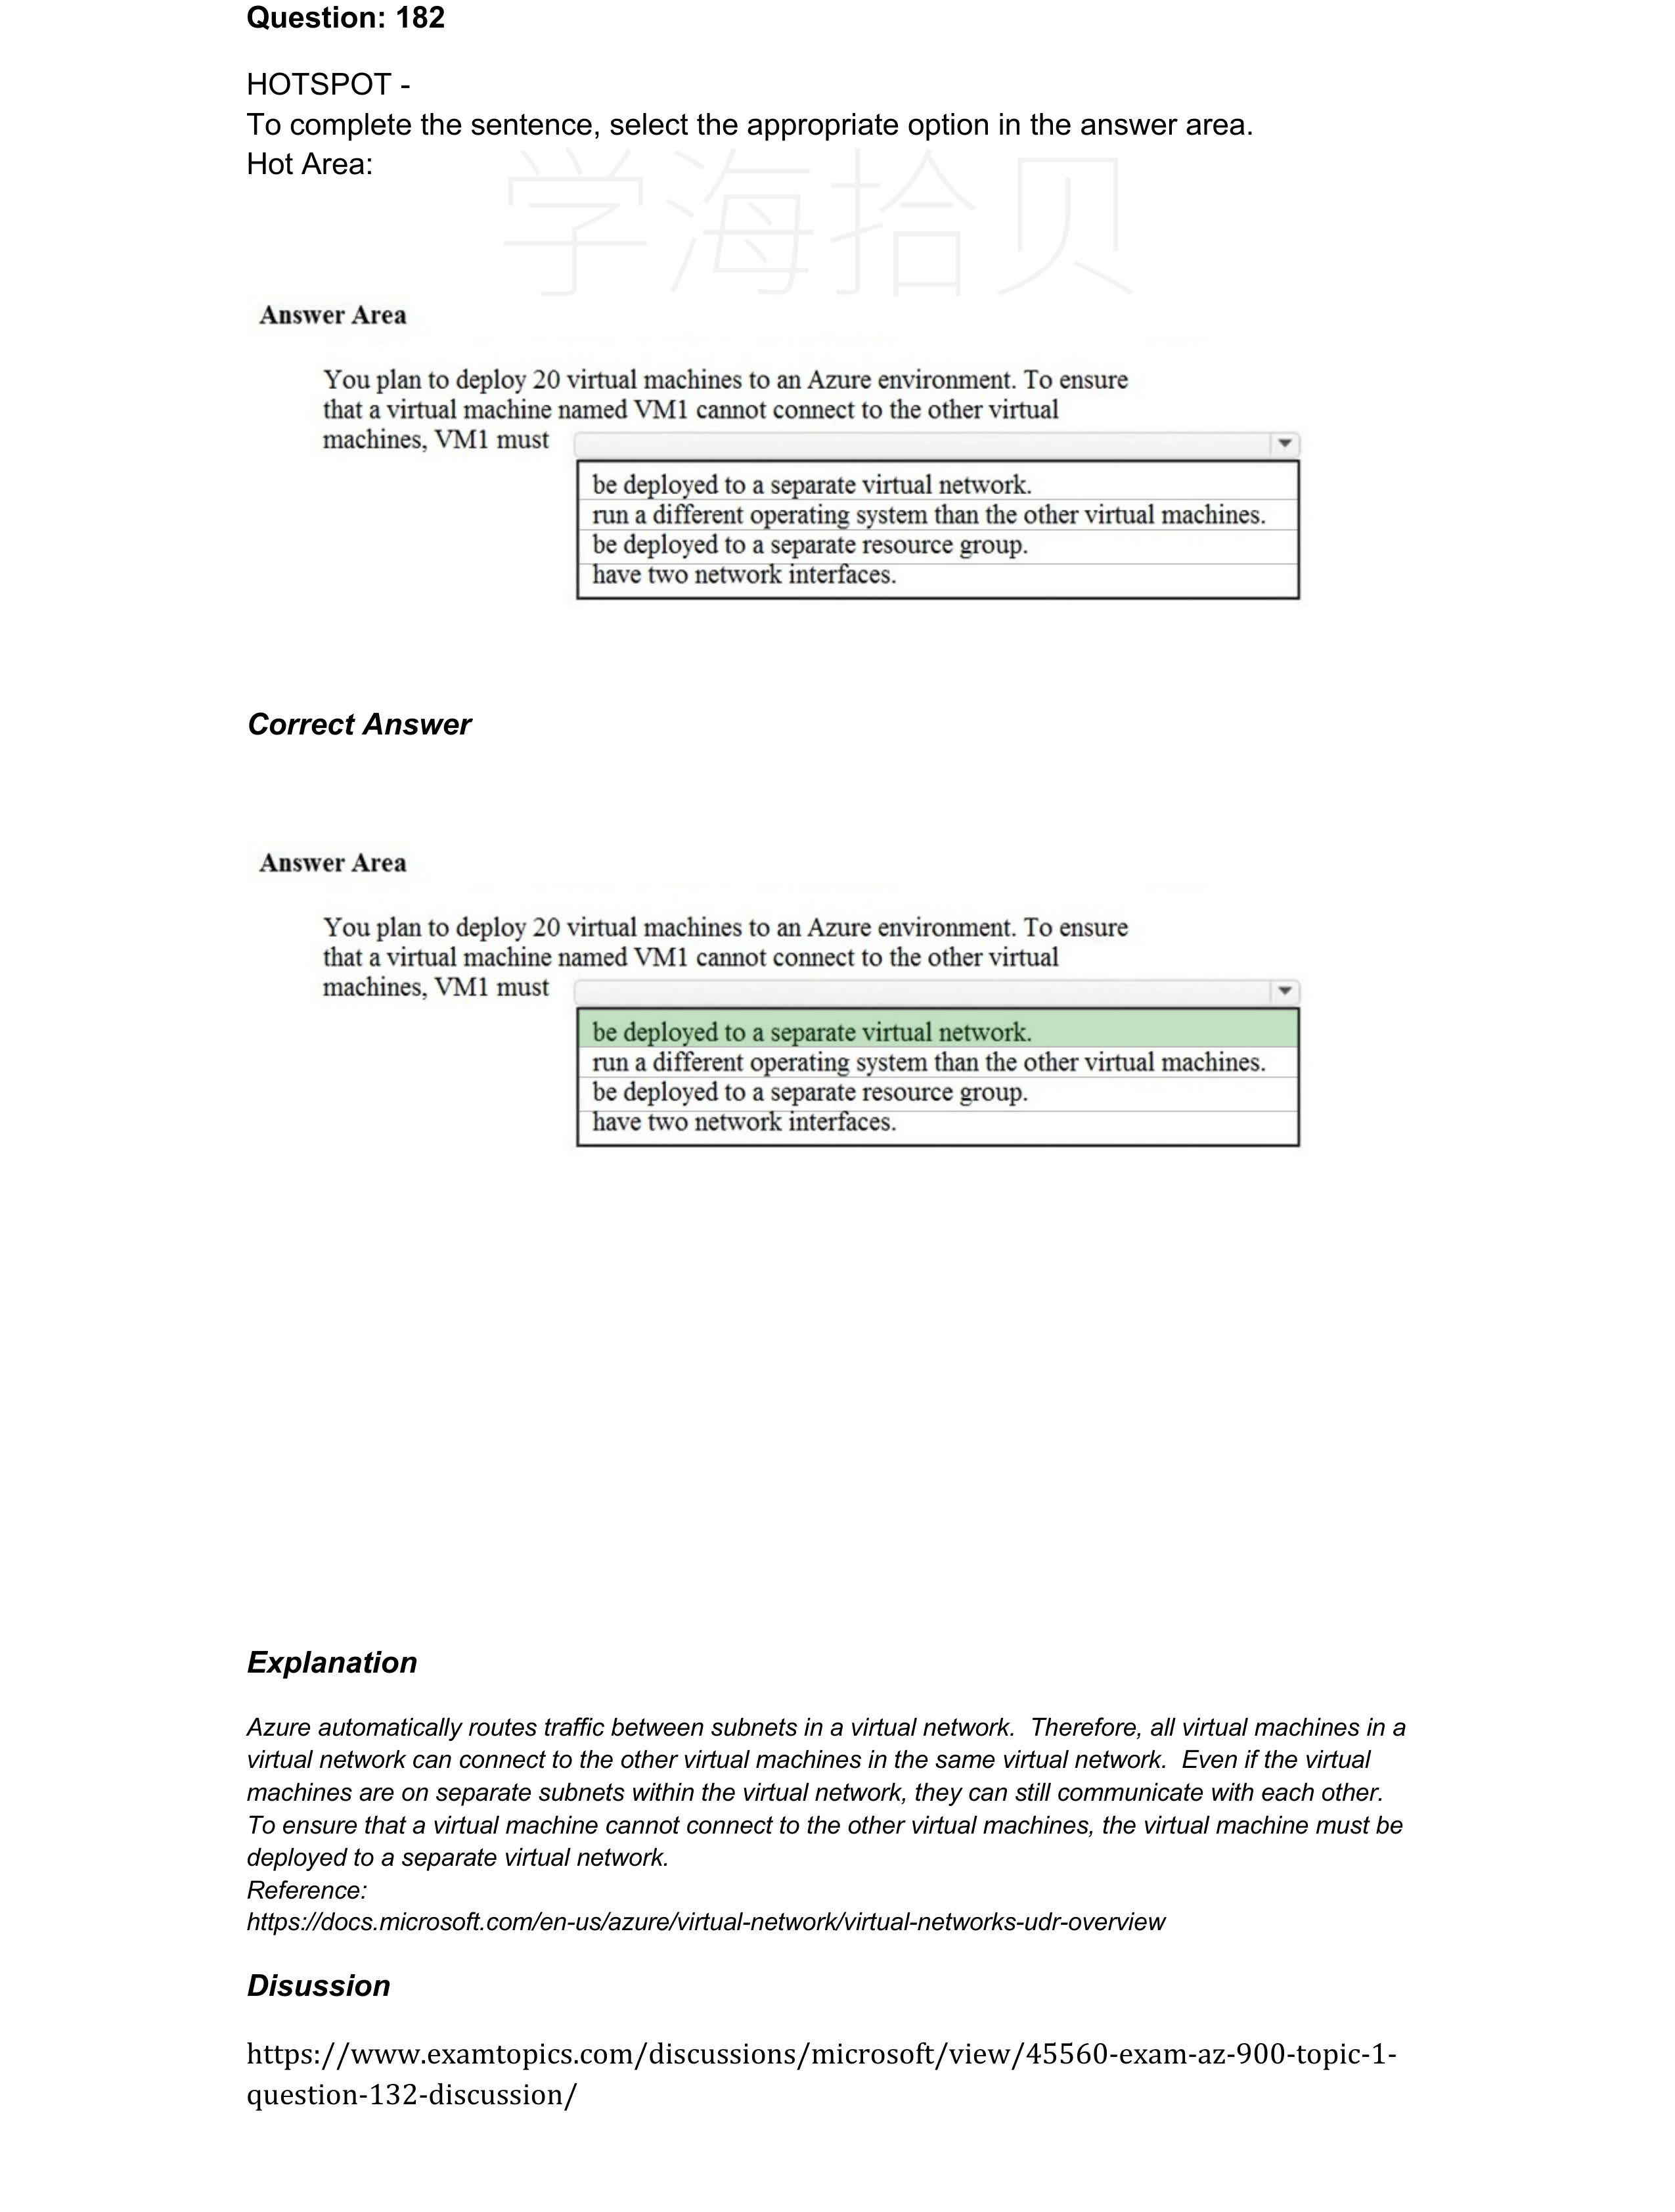 Question: 182
HOTSPOT -
To complete the sentence, select the appropriate option in the answer area.
Hot Area:
学海拾贝
Answer Area
You plan to deploy 20 virtual machines to an Azure environment. To ensure
that a virtual machine named VM1 cannot connect to the other virtual
machines, VM1 must
be deployed to a separate virtual network.
run a different operating system than the other virtual machines.
be deployed to a separate resource group.
have two network interfaces.
Correct Answer
Answer Area
You plan to deploy 20 virtual machines to an Azure environment. To ensure
that a virtual machine named VM1 cannot connect to the other virtual
machines, VM1 must
be deployed to a separate virtual network.
run a different operating system than the other virtual machines.
be deployed to a separate resource group.
have two network interfaces.
Explanation
Azure automatically routes traffic between subnets in a virtual network.  Therefore, all virtual machines in a
virtual network can connect to the other virtual machines in the same virtual network.  Even if the virtual
machines are on separate subnets within the virtual network, they can still communicate with each other.
To ensure that a virtual machine cannot connect to the other virtual machines, the virtual machine must be
deployed to a separate virtual network.
Reference:
https://docs.microsoft.com/en-us/azure/virtual-network/virtual-networks-udr-overview
Disussion
https://www.examtopics.com/discussions/microsoft/view/45560-exam-az-900-topic-1-
question-132-discussion/